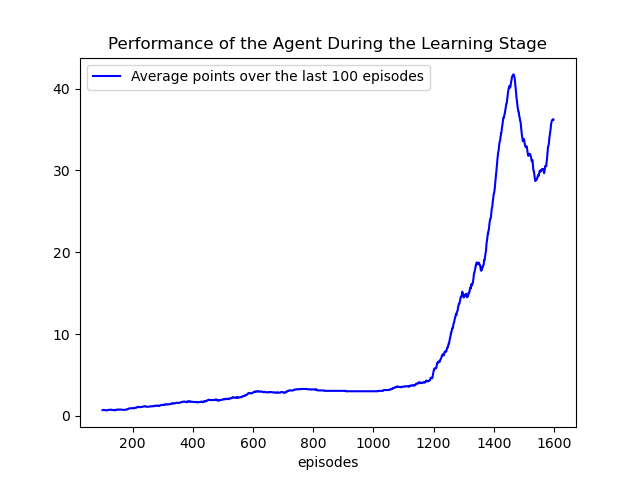 Performance of the Agent During the Learning Stage
Average points over the last 100 episodes
40
30
20
10
0
200 400 600 800 1000 1200 1400 1600
episodes